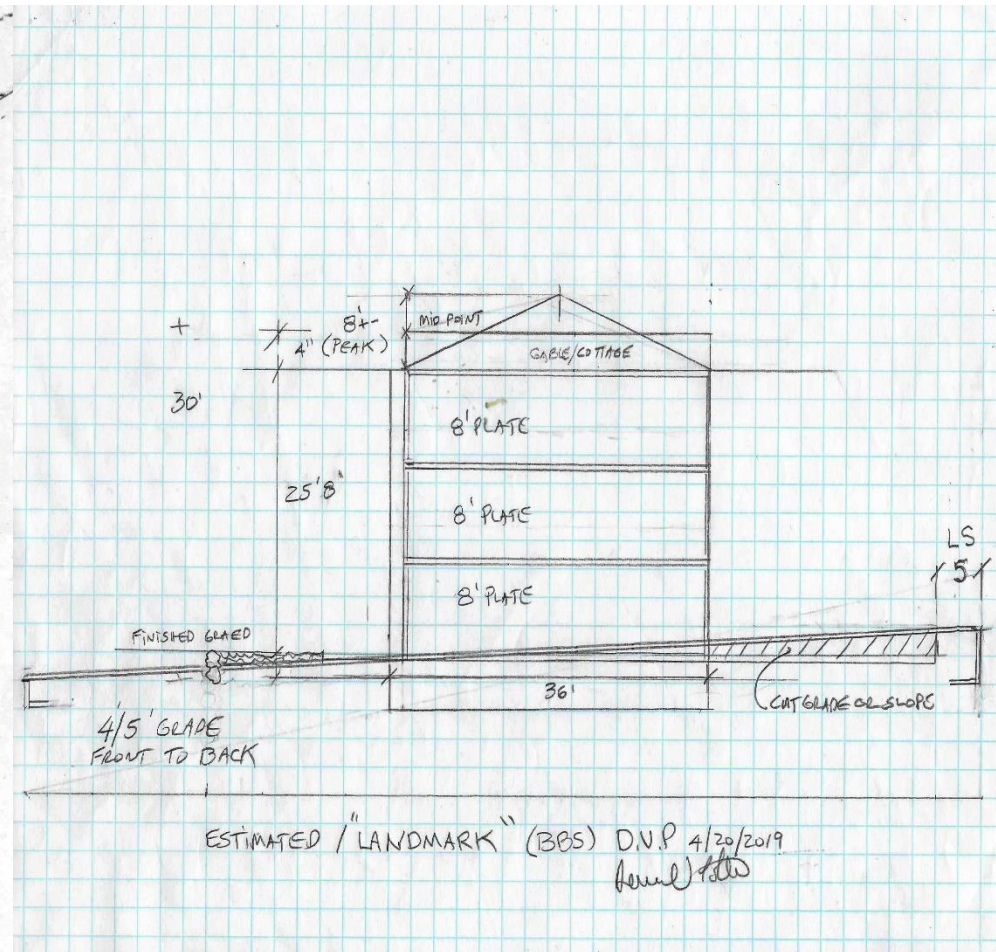 8'+-
4" (PEAK)
MID POINT
GABLE/COTTAGE
+
30'
8' PLATE
25'8"
8' PLATE
8' PLATE
LS
5
FINISHED GRAED
36'
CUT GRADE OR SLOPE
4/5' GRADE
FRONT TO BACK
ESTIMATED / "LANDMARK" (BBS) D.V.P 4/20/2019